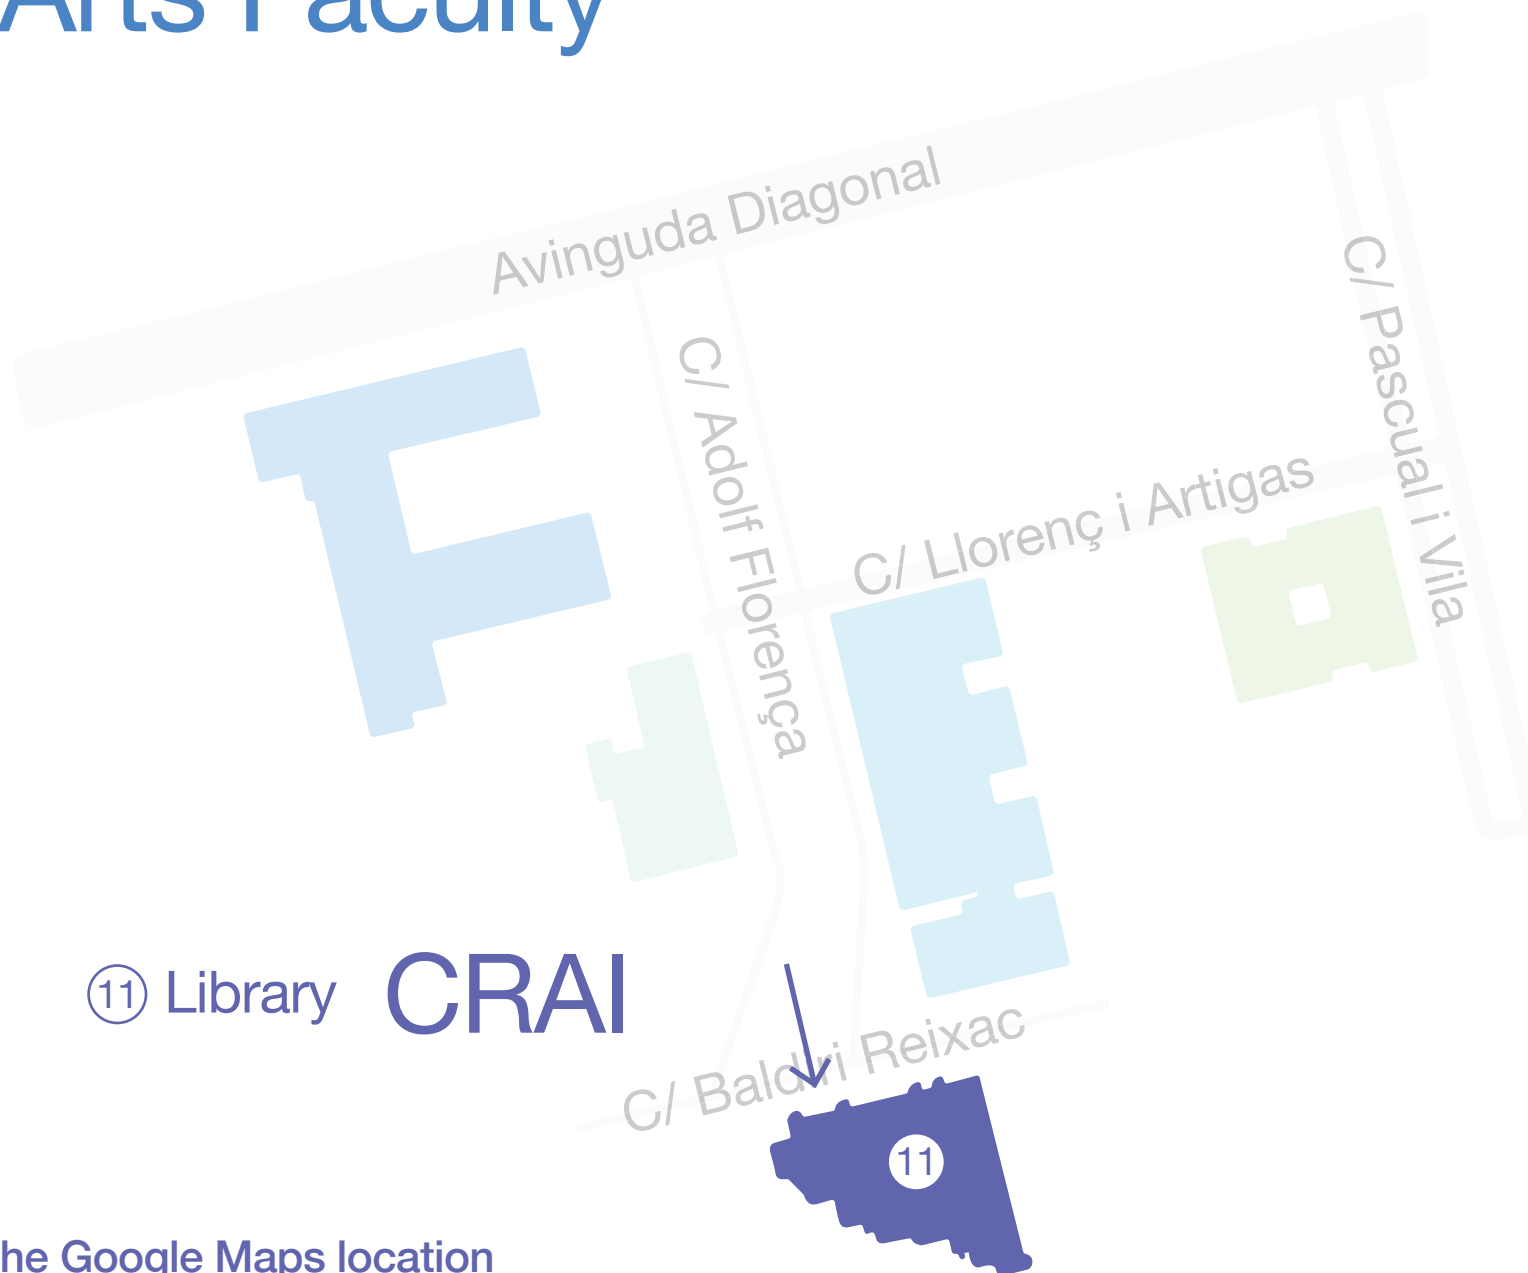 Arts Faculty
Avinguda Diagonal
C/ Pascual i Vila
C/ Adolf Florença
C/ Llorenç i Artigas
11 Library CRAI
C/ Baldiri Reixac
11
he Google Maps location